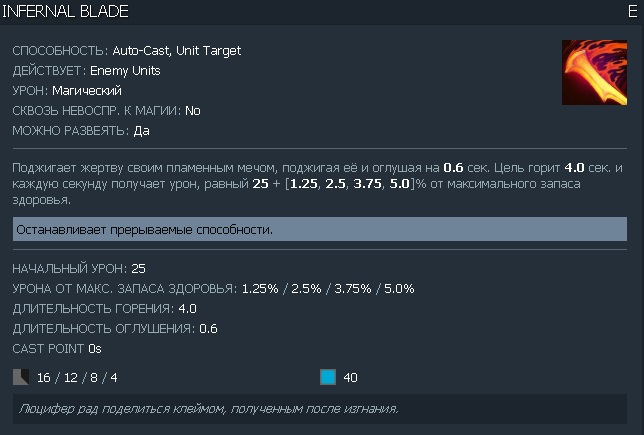 INFERNAL BLADE E
СПОСОБНОСТЬ: Auto-Cast, Unit Target
ДЕЙСТВУЕТ: Enemy Units
УРОН: Магический
СКВОЗЬ НЕВОСПР. К МАГИИ: No
МОЖНО РАЗВЕЯТЬ: Да
Поджигает жертву своим пламенным мечом, поджигая её и оглушая на 0.6 сек. Цель горит 4.0 сек. и
каждую секунду получает урон, равный 25 + [1.25, 2.5, 3.75, 5.0]% от максимального запаса
здоровья.
Останавливает прерываемые способности.
НАЧАЛЬНЫЙ УРОН: 25
УРОНА ОТ МАКС. ЗАПАСА ЗДОРОВЬЯ: 1.25% / 2.5% / 3.75% / 5.0%
ДЛИТЕЛЬНОСТЬ ГОРЕНИЯ: 4.0
ДЛИТЕЛЬНОСТЬ ОГЛУШЕНИЯ: 0.6
CAST POINT 0s
16 / 12 / 8 / 4 40
Люцифер рад поделиться клеймом, полученным после изгнания.